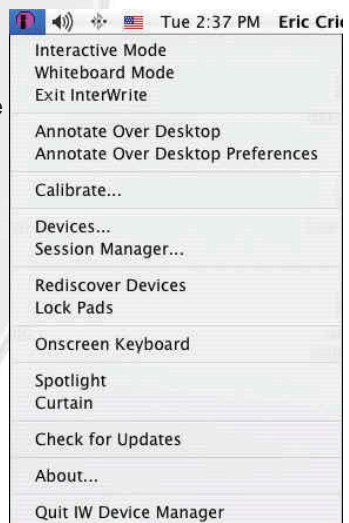 Tue 2:37 PM Eric
Interactive Mode
Whiteboard Mode
Exit InterWrite
Annotate Over Desktop
Annotate Over Desktop Preferences
Calibrate...
Devices...
Session Manager...
Rediscover Devices
Lock Pads
Onscreen Keyboard
Spotlight
Curtain
Check for Updates
About...
Quit IW Device Manager